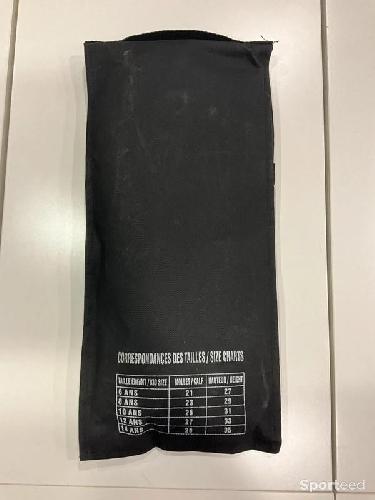 CORRESPONDANCES DES TAILLES / SIZE CHARTS
TAILLE ENFANT / KID SIZE MOLLET / CALF HAUTEUR / HEIGHT
6 ANS 21 27
8 ANS 23 29
10 ANS 25 31
12 ANS 27 33
14 ANS 35
Sporteed